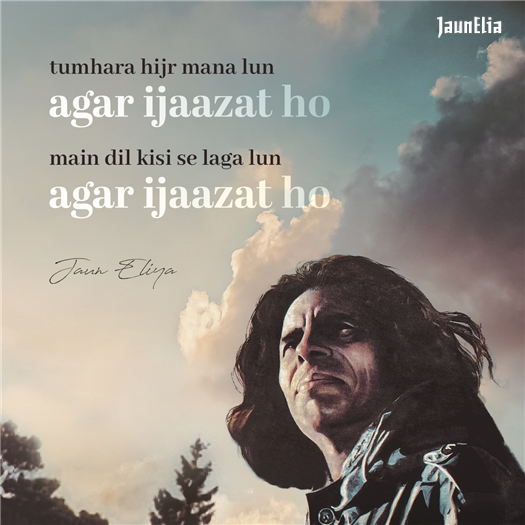 JaunElia
tumhara hijr mana lun
agar ijaazat ho
main dil kisi se laga lun
agar ijaazat ho
Jaun Eliya